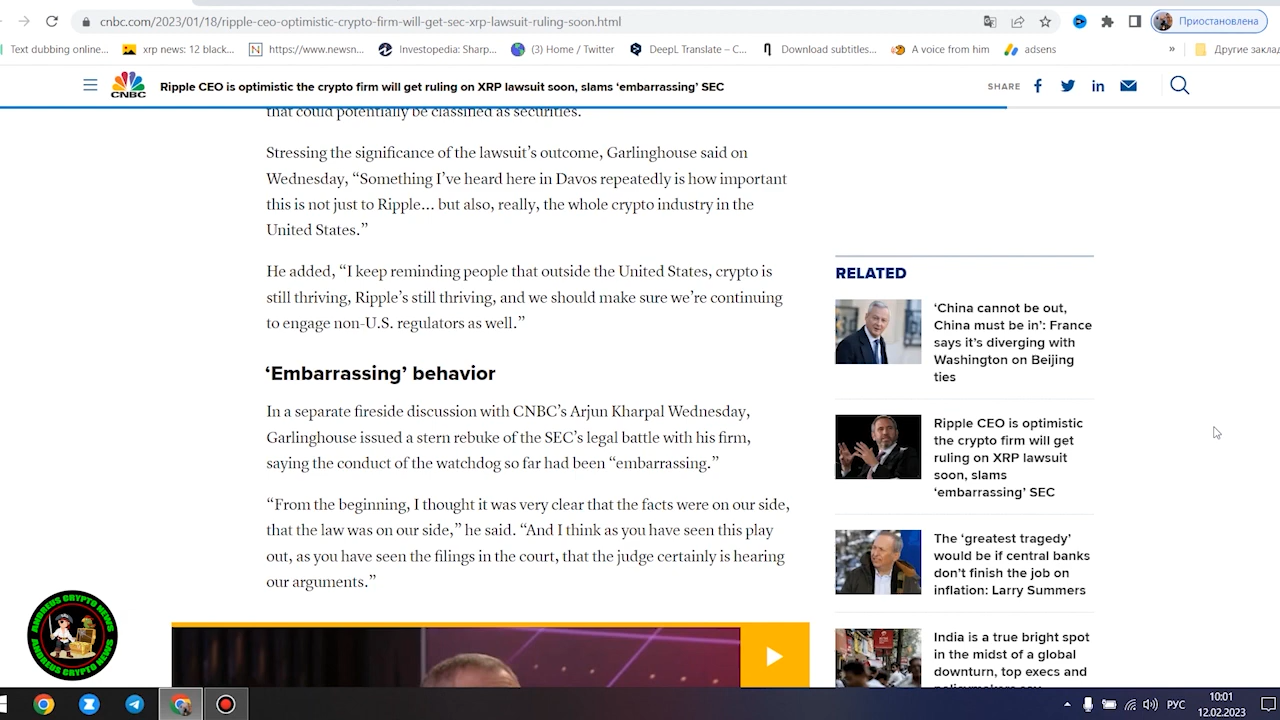 cnbc.com/2023/01/18/ripple-ceo-optimistic-crypto-firm-will-get-sec-xrp-lawsuit-ruling-soon.html
Приостановлена
Text dubbing online...
xrp news: 12 black...
https://www.newsn...
Investopedia: Sharp...
(3) Home / Twitter
DeepL Translate – C...
Download subtitles...
A voice from him
adsens
»
Другие закла
CNBC
Ripple CEO is optimistic the crypto firm will get ruling on XRP lawsuit soon, slams ‘embarrassing’ SEC
SHARE
that could potentially be classified as securities.
Stressing the significance of the lawsuit’s outcome, Garlinghouse said on
Wednesday, “Something I’ve heard here in Davos repeatedly is how important
this is not just to Ripple… but also, really, the whole crypto industry in the
United States.”
He added, “I keep reminding people that outside the United States, crypto is
still thriving, Ripple’s still thriving, and we should make sure we’re continuing
to engage non-U.S. regulators as well.”
‘Embarrassing’ behavior
In a separate fireside discussion with CNBC’s Arjun Kharpal Wednesday,
Garlinghouse issued a stern rebuke of the SEC’s legal battle with his firm,
saying the conduct of the watchdog so far had been “embarrassing.”
“From the beginning, I thought it was very clear that the facts were on our side,
that the law was on our side,” he said. “And I think as you have seen this play
out, as you have seen the filings in the court, that the judge certainly is hearing
our arguments.”
RELATED
‘China cannot be out,
China must be in’: France
says it’s diverging with
Washington on Beijing
ties
Ripple CEO is optimistic
the crypto firm will get
ruling on XRP lawsuit
soon, slams
‘embarrassing’ SEC
The ‘greatest tragedy’
would be if central banks
don’t finish the job on
inflation: Larry Summers
India is a true bright spot
in the midst of a global
downturn, top execs and
policymakers say
ANDREUS CRYPTO NEWS
ANDREUS CRYPTO NEWS
РУС
10:01
12.02.2023